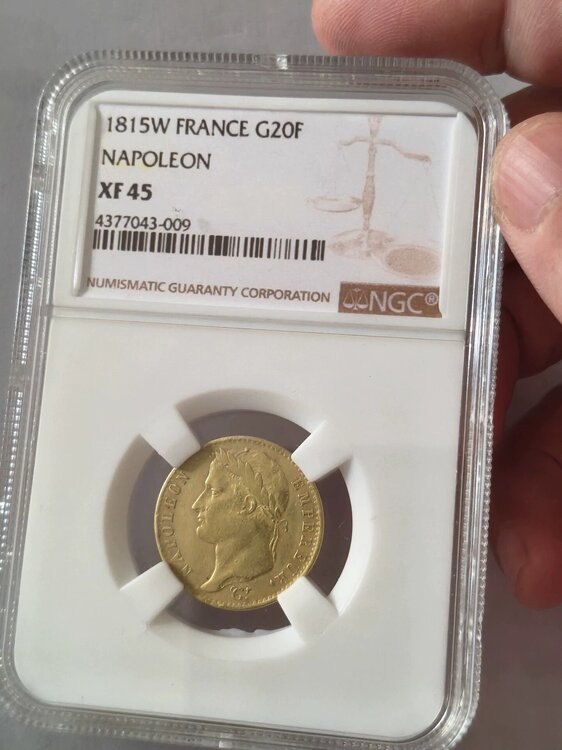 1815W FRANCE G20F
NAPOLEON
XF 45
4377043-009
NUMISMATIC GUARANTY CORPORATION NGC®
NAPOLEON EMPEREUR.